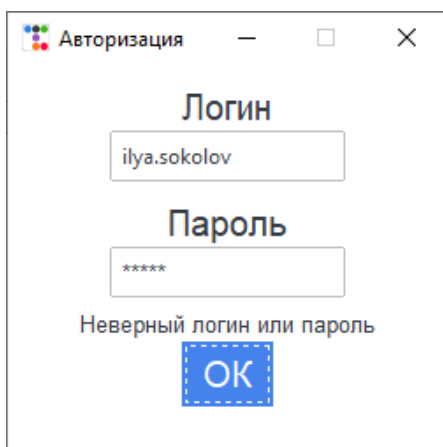 Авторизация
Логин
ilya.sokolov
Пароль
*****
Неверный логин или пароль
ОК